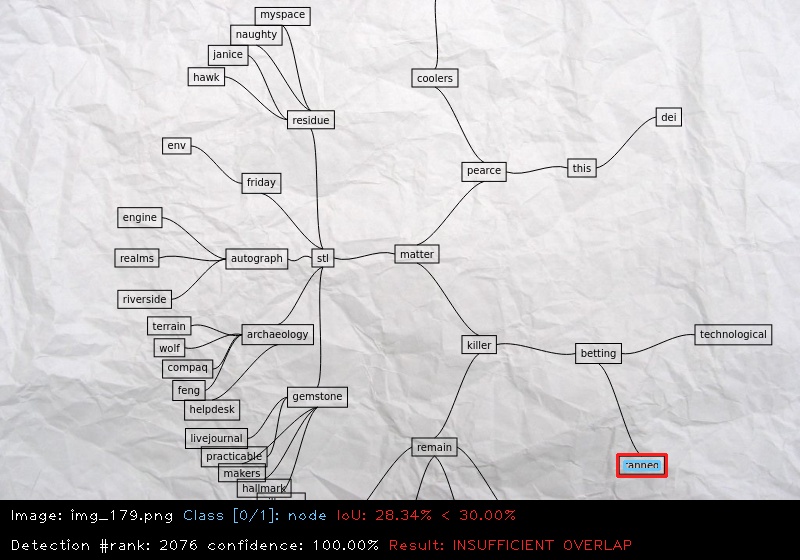 myspace
naughty
janice
hawk
coolers
residue
dei
env
pearce
this
friday
engine
realms
autograph
stl
matter
riverside
terrain
archaeology
technological
wolf
killer
betting
compaq
feng
gemstone
helpdesk
livejournal
remain
practicable
makers
hallmark
Image: img_179.png Class [0/1]: node IoU: 28.34% < 30.00%
Detection #rank: 2076 confidence: 100.00% Result: INSUFFICIENT OVERLAP